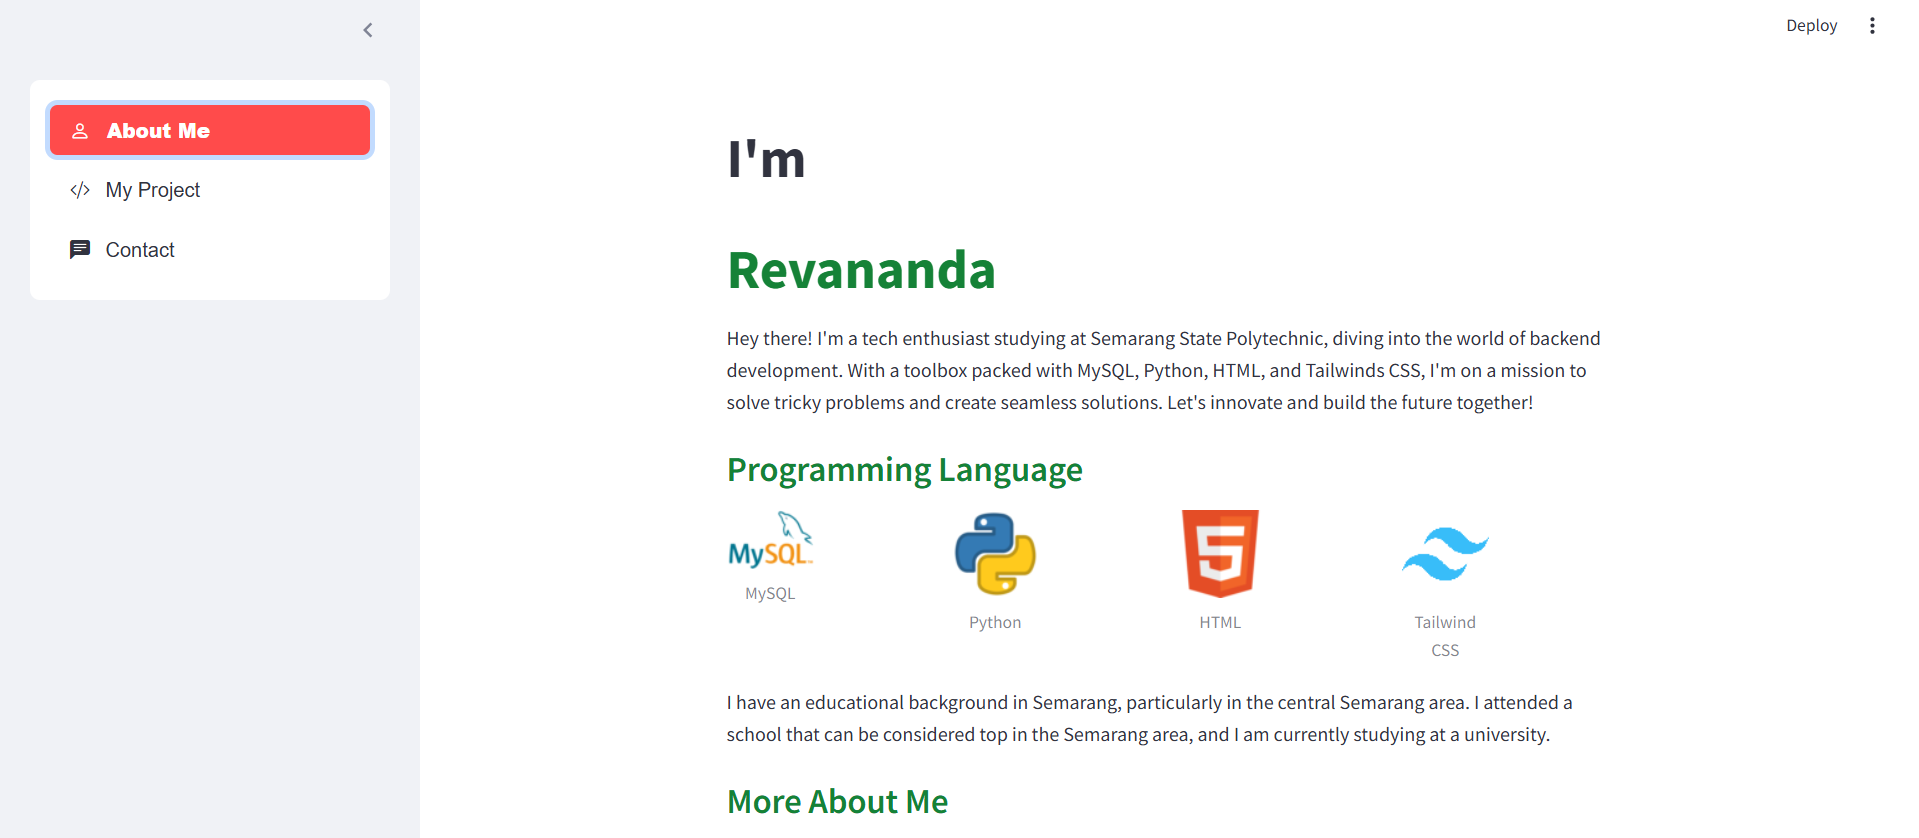 Deploy
About Me
My Project
Contact
I'm
Revananda
Hey there! I'm a tech enthusiast studying at Semarang State Polytechnic, diving into the world of backend
development. With a toolbox packed with MySQL, Python, HTML, and Tailwinds CSS, I'm on a mission to
solve tricky problems and create seamless solutions. Let's innovate and build the future together!
Programming Language
MySQL
MySQL
Python
HTML
Tailwind
CSS
I have an educational background in Semarang, particularly in the central Semarang area. I attended a
school that can be considered top in the Semarang area, and I am currently studying at a university.
More About Me